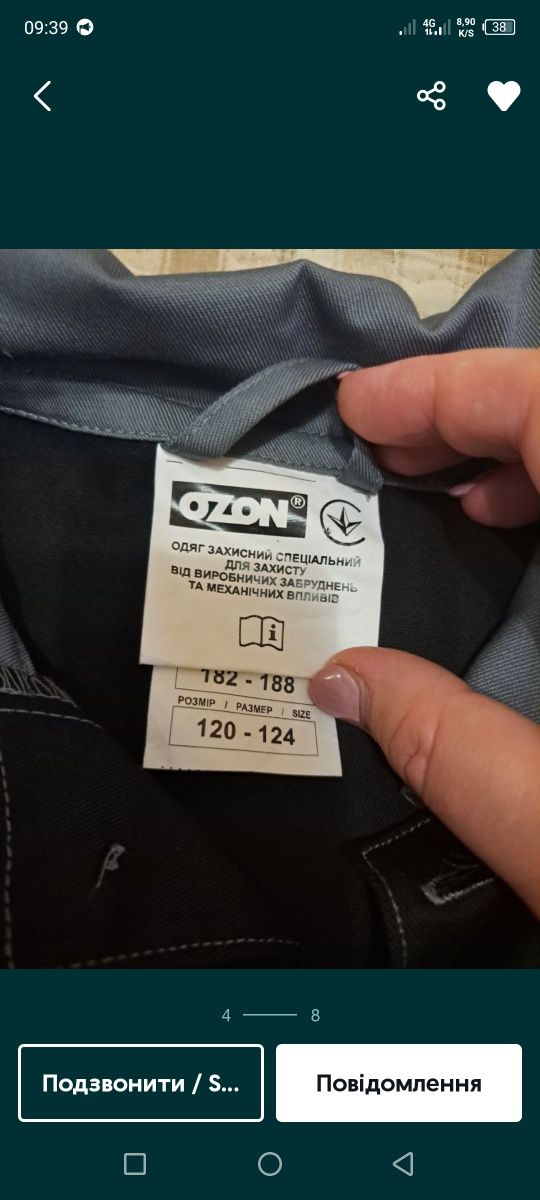 09:39
4G
8,90
K/S
38
OZON®
ОДЯГ ЗАХИСНИЙ СПЕЦІАЛЬНИЙ
ДЛЯ ЗАХИСТУ
ВІД ВИРОБНИЧИХ ЗАБРУДНЕНЬ
ТА МЕХАНІЧНИХ ВПЛИВІВ
i
182 - 188
РОЗМІР / РАЗМЕР / SIZE
120 - 124
4
8
Подзвонити / S...
Повідомлення